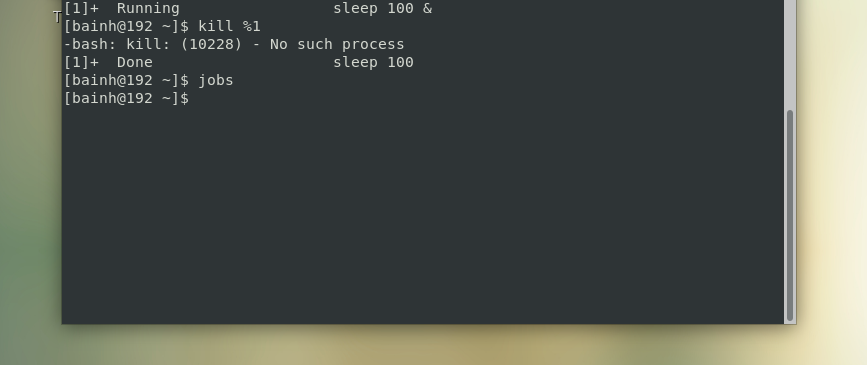 [1]+  Running                 sleep 100 &
[bainh@192 ~]$ kill %1
-bash: kill: (10228) - No such process
[1]+  Done                    sleep 100
[bainh@192 ~]$ jobs
[bainh@192 ~]$